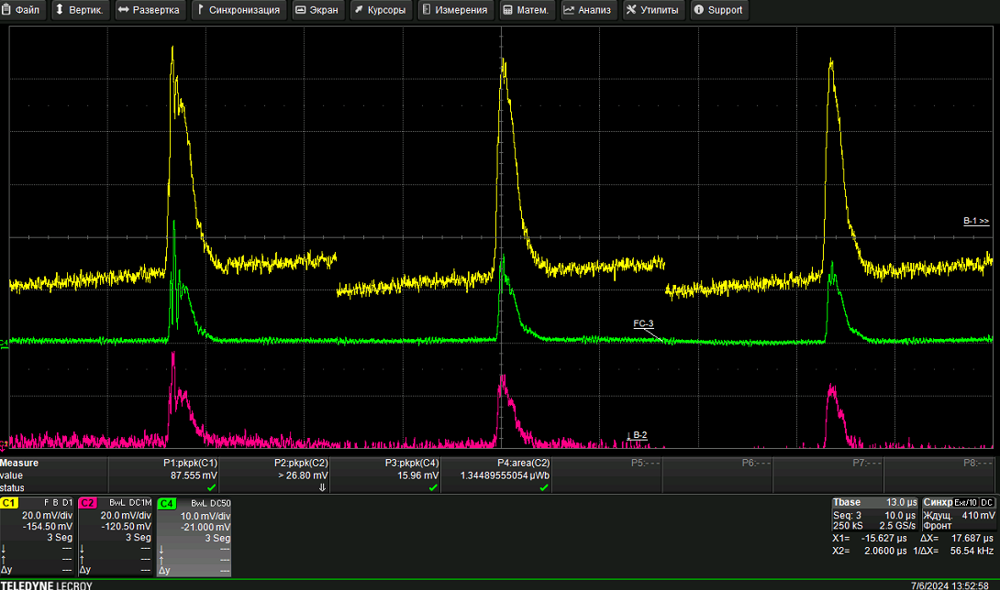 Файл Вертик. Развертка Синхронизация Экран Курсоры Измерения Матем. Анализ Утилиты Support
B-1 >>
FC-3
B-2
Measure P1:pkpk(C1) P2:pkpk(C2) P3:pkpk(C4) P4:area(C2) P5:--- P6:--- P7:--- P8:---
value 87.555 mV > 26.80 mV 15.96 mV 1.34489555054 µWb
status
C1 F B D1 C2 BwL DC1M C4 BwL DC50 Tbase 13.0 µs Синхр Ext/10 DC
20.0 mV/div 20.0 mV/div 10.0 mV/div Seq: 3 10.0 µs Ждущ. 410 mV
-154.50 mV -120.50 mV -21.000 mV 250 kS 2.5 GS/s Фронт
3 Seg 3 Seg 3 Seg X1= -15.627 µs ΔX= 17.687 µs
--- --- --- X2= 2.0600 µs 1/ΔX= 56.54 kHz
--- --- ---
Δy --- Δy --- Δy ---
TELEDYNE LECROY 7/6/2024 13:52:58